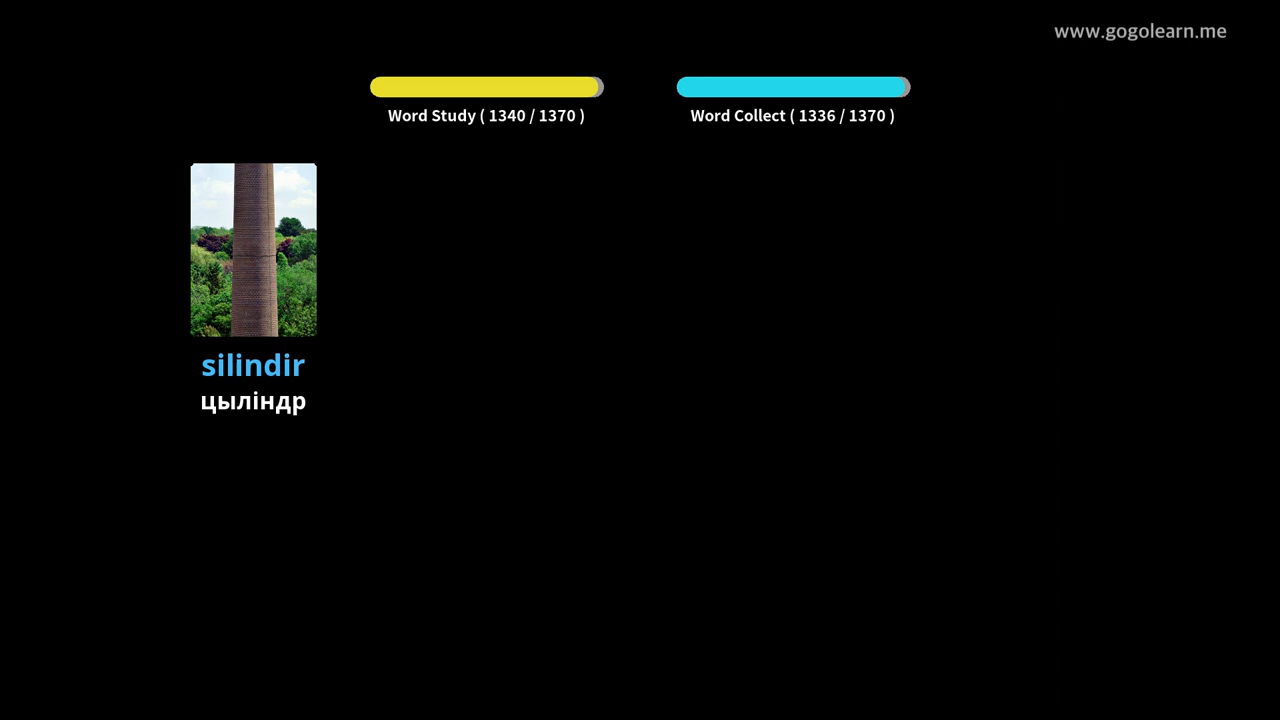 www.gogolearn.me
Word Study ( 1340 / 1370 )
Word Collect ( 1336 / 1370 )
silindir
цыліндр